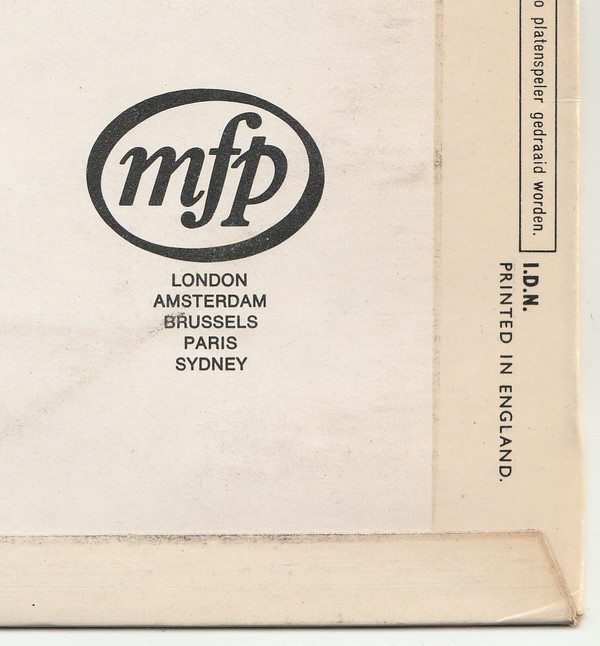 mfp
LONDON
AMSTERDAM
BRUSSELS
PARIS
SYDNEY
platenspeler gedraaid worden.
I.D.N.
PRINTED IN ENGLAND.